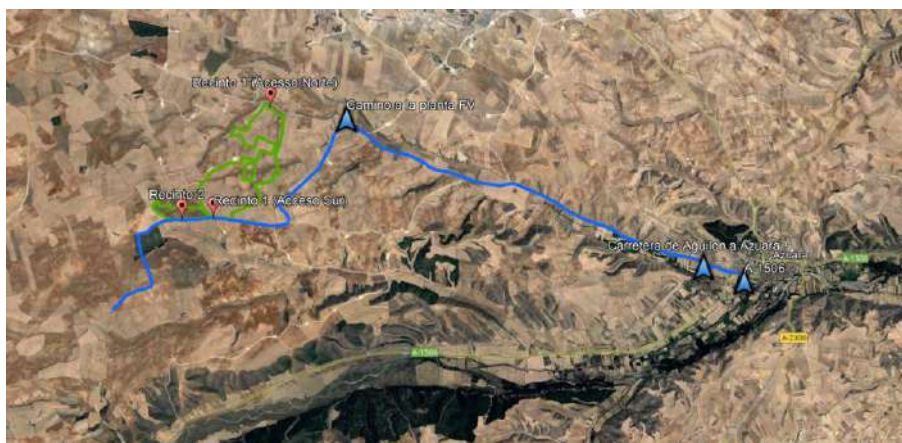 Recinto 1 (Acceso Norte)
Camino a la planta FV
Recinto 2
Recinto 1 (Acceso Sur)
Carretera de Aguilón a Azuara
Azuara
A-1506
A 1506
A-2306
A-1506